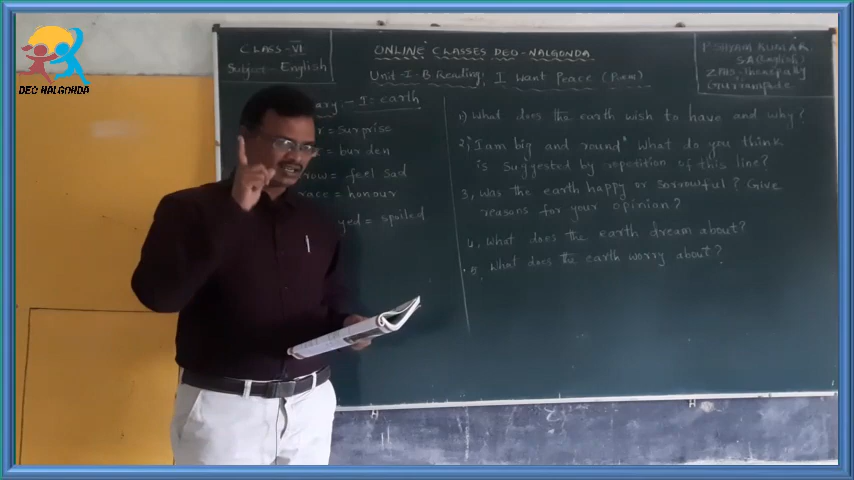 DEO NALGONDA
CLASS-VI
Subject- English
ONLINE CLASSES DEO-NALGONDA
Unit-I-B Reading; I Want Peace (Poem)
P. SHYAM KUMAR
SA (English)
ZPHS-
I = earth
= surprise
= burden
= feel sad
= honour
= spoiled
1) What does the earth wish to have and why?
2, "I am big and round" What do you think
is suggested by repetition of this line?
3, Was the earth happy or sorrowful? Give
reasons for your opinion?
4, What does the earth dream about?
5, What does the earth worry about?